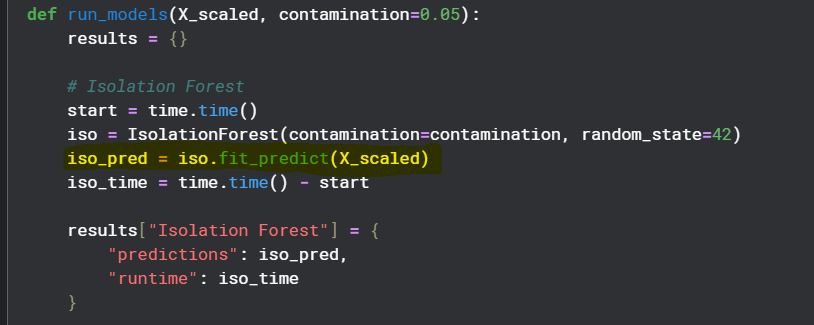 def run_models(X_scaled, contamination=0.05):
    results = {}
    # Isolation Forest
    start = time.time()
    iso = IsolationForest(contamination=contamination, random_state=42)
    iso_pred = iso.fit_predict(X_scaled)
    iso_time = time.time() - start
    results["Isolation Forest"] = {
        "predictions": iso_pred,
        "runtime": iso_time
    }